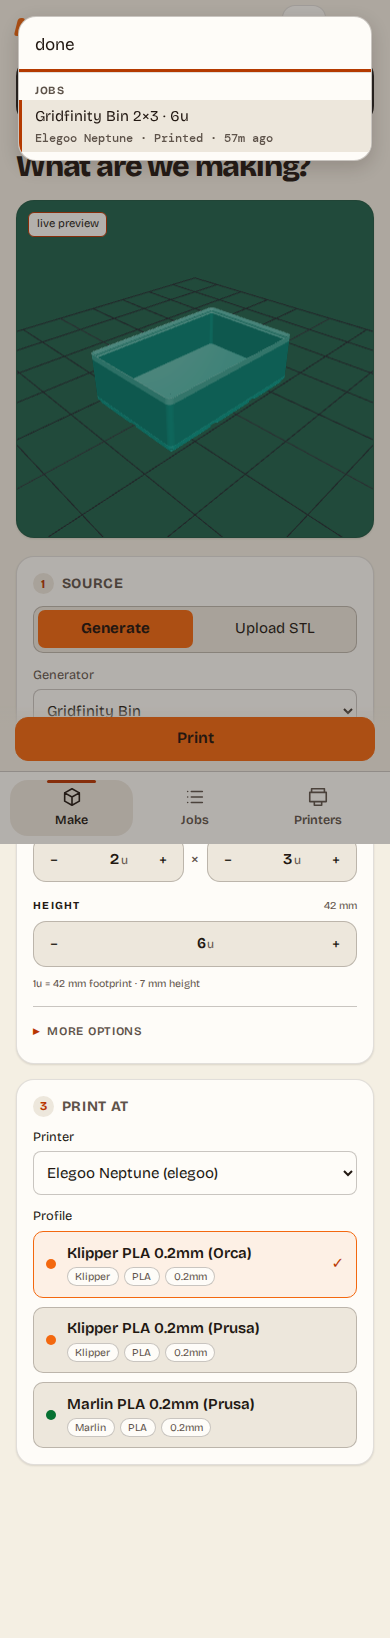 done
JOBS
Gridfinity Bin 2×3 · 6u
Elegoo Neptune · Printed · 57m ago
What are we making?
live preview
1 SOURCE
Generate Upload STL
Generator
Gridfinity Bin
Print
Make Jobs Printers
− 2u + × − 3u +
HEIGHT 42 mm
− 6u +
1u = 42 mm footprint · 7 mm height
▶ MORE OPTIONS
3 PRINT AT
Printer
Elegoo Neptune (elegoo)
Profile
Klipper PLA 0.2mm (Orca) ✓
Klipper PLA 0.2mm
Klipper PLA 0.2mm (Prusa)
Klipper PLA 0.2mm
Marlin PLA 0.2mm (Prusa)
Marlin PLA 0.2mm